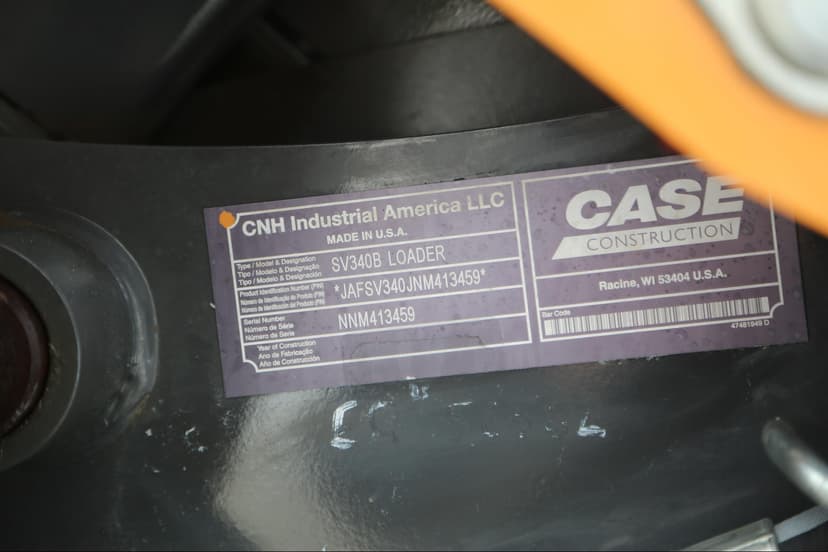 CNH Industrial America LLC
MADE IN U.S.A.
Type / Model & Designation
Tipo / Modelo & Designação
Tipo / Modelo & Designación
SV340B LOADER
Product Identification Number (PIN)
Número de Identificação do Produto (PIN)
Número de Identificación del Producto (PIN)
*JAFSV340JNM413459*
Serial Number
Número de Série
Número de Serie
NNM413459
Year of Construction
Ano de Fabricação
Año de Construcción
CASE
CONSTRUCTION®
Racine, WI 53404 U.S.A.
Bar Code
47481949 D